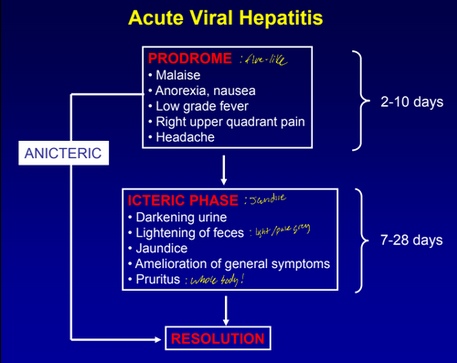 Acute Viral Hepatitis
PRODROME : flu-like
• Malaise
• Anorexia, nausea
• Low grade fever
• Right upper quadrant pain
• Headache
2-10 days
ANICTERIC
ICTERIC PHASE : Jaundice
• Darkening urine
• Lightening of feces : light/pale grey
• Jaundice
• Amelioration of general symptoms
• Pruritus : whole body!
7-28 days
RESOLUTION